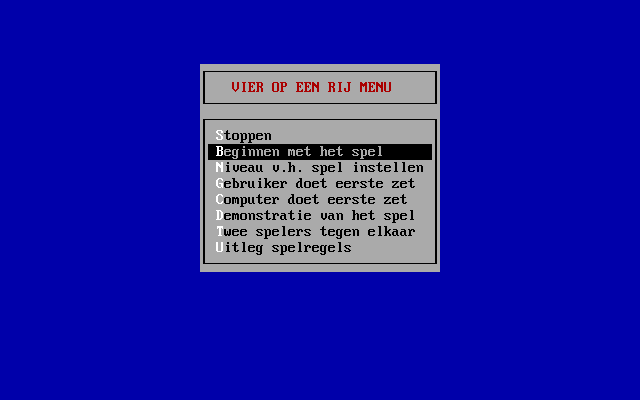 VIER OP EEN RIJ MENU
Stoppen
Beginnen met het spel
Niveau v.h. spel instellen
Gebruiker doet eerste zet
Computer doet eerste zet
Demonstratie van het spel
Twee spelers tegen elkaar
Uitleg spelregels